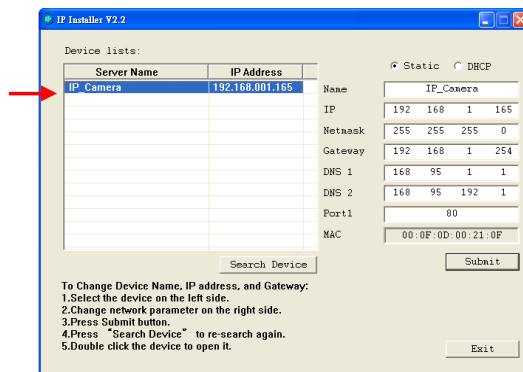 IP Installer V2.2
Device lists:
Server Name IP Address
IP_Camera 192.168.001.165
Static DHCP
Name IP_Camera
IP 192 168 1 165
Netmask 255 255 255 0
Gateway 192 168 1 254
DNS 1 168 95 1 1
DNS 2 168 95 192 1
Port1 80
MAC 00:0F:0D:00:21:0F
Search Device
Submit
To Change Device Name, IP address, and Gateway:
1.Select the device on the left side.
2.Change network parameter on the right side.
3.Press Submit button.
4.Press “Search Device” to re-search again.
5.Double click the device to open it.
Exit